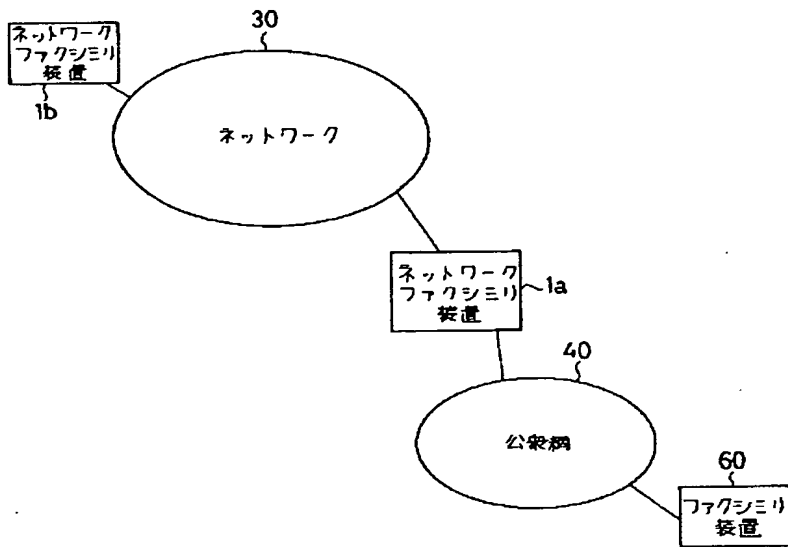 30
ネットワーク
ファクシミリ
装置
1b
ネットワーク
ネットワーク
ファクシミリ
装置
1a
40
公衆網
60
ファクシミリ
装置